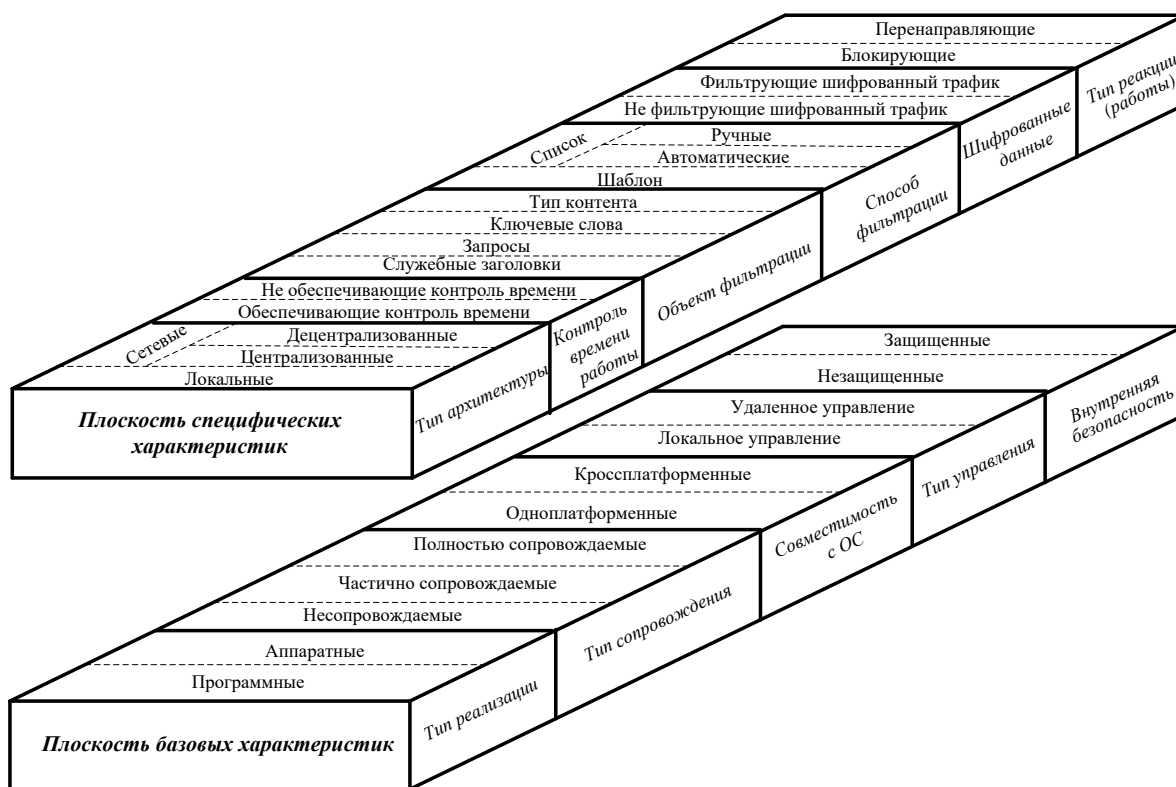 Перенаправляющие
Блокирующие
Фильтрующие шифрованный трафик
Не фильтрующие шифрованный трафик
Список
Ручные
Автоматические
Шаблон
Тип контента
Ключевые слова
Запросы
Служебные заголовки
Не обеспечивающие контроль времени
Обеспечивающие контроль времени
Сетевые
Децентрализованные
Централизованные
Локальные
Плоскость специфических
характеристик
Тип архитектуры
Контроль
времени
работы
Объект фильтрации
Способ
фильтрации
Шифрованные
данные
Тип реакции
(работы)
Защищенные
Незащищенные
Удаленное управление
Локальное управление
Кроссплатформенные
Одноплатформенные
Полностью сопровождаемые
Частично сопровождаемые
Несопровождаемые
Аппаратные
Программные
Плоскость базовых характеристик
Тип реализации
Тип сопровождения
Совместимость
с ОС
Тип управления
Внутренняя
безопасность